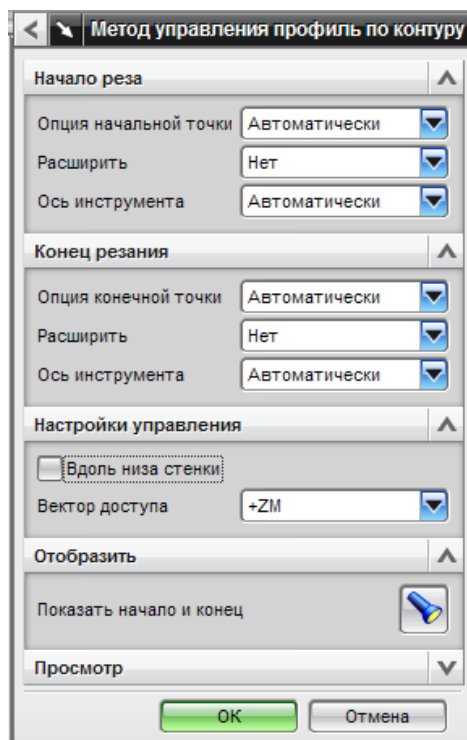 Метод управления профиль по контуру
Начало реза
Опция начальной точки Автоматически
Расширить Нет
Ось инструмента Автоматически
Конец резания
Опция конечной точки Автоматически
Расширить Нет
Ось инструмента Автоматически
Настройки управления
Вдоль низа стенки
Вектор доступа +ZM
Отобразить
Показать начало и конец
Просмотр
OK Отмена